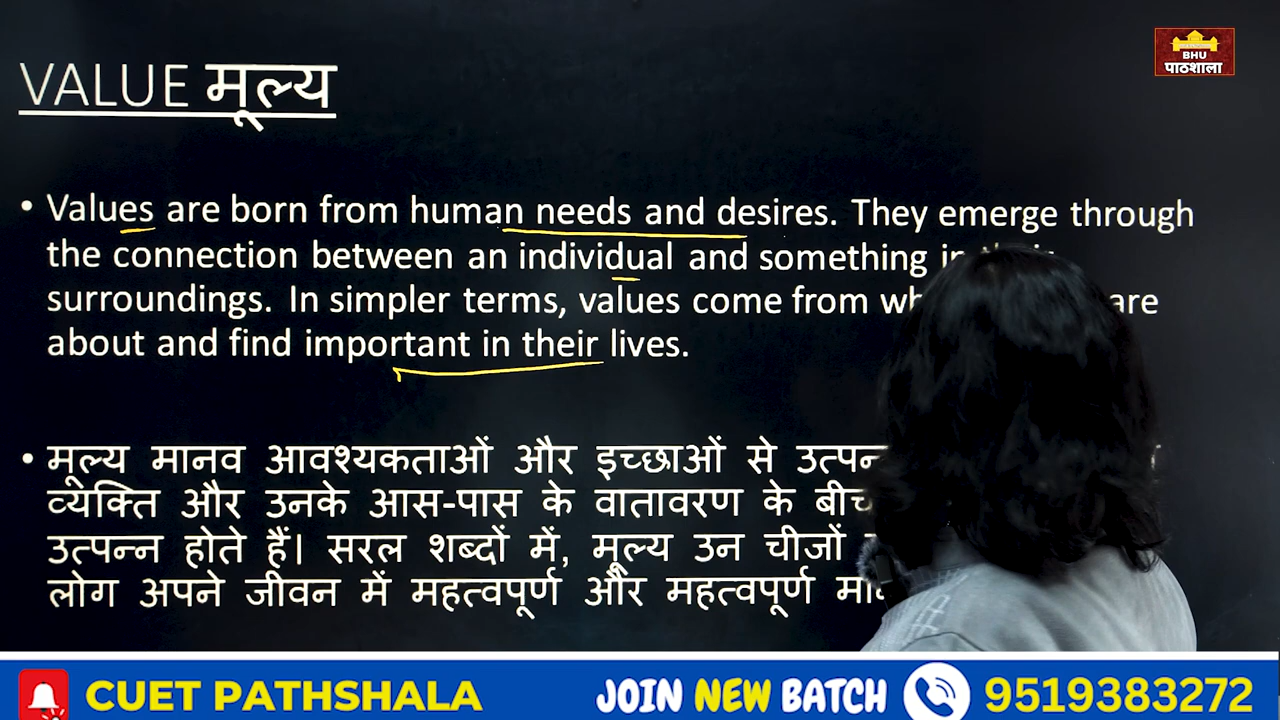 BHU
पाठशाला
VALUE मूल्य
• Values are born from human needs and desires. They emerge through
the connection between an individual and something in their
surroundings. In simpler terms, values come from are
about and find important in their lives.
• मूल्य मानव आवश्यकताओं और इच्छाओं से
व्यक्ति और उनके आस-पास के वातावरण के बीच
उत्पन्न होते हैं। सरल शब्दों में, मूल्य उन चीजों
लोग अपने जीवन में महत्वपूर्ण और महत्वपूर्ण
CUET PATHSHALA JOIN NEW BATCH 9519383272